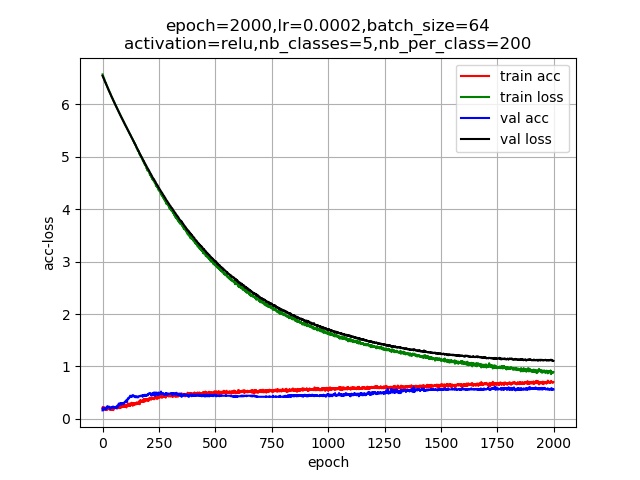 epoch=2000,lr=0.0002,batch_size=64
activation=relu,nb_classes=5,nb_per_class=200
train acc
train loss
val acc
val loss
6
5
4
3
2
1
0
acc-loss
0 250 500 750 1000 1250 1500 1750 2000
epoch